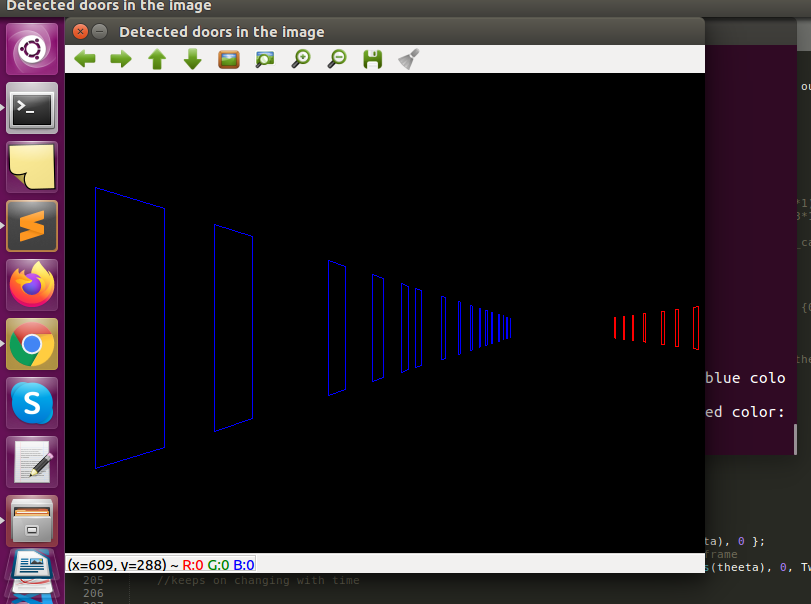 Detected doors in the image
Detected doors in the image
ou
blue colo
ed color:
(x=609, y=288) ~ R:0 G:0 B:0
ta), 0 };
frame
s(theeta), 0, Tw
205 //keeps on changing with time
206